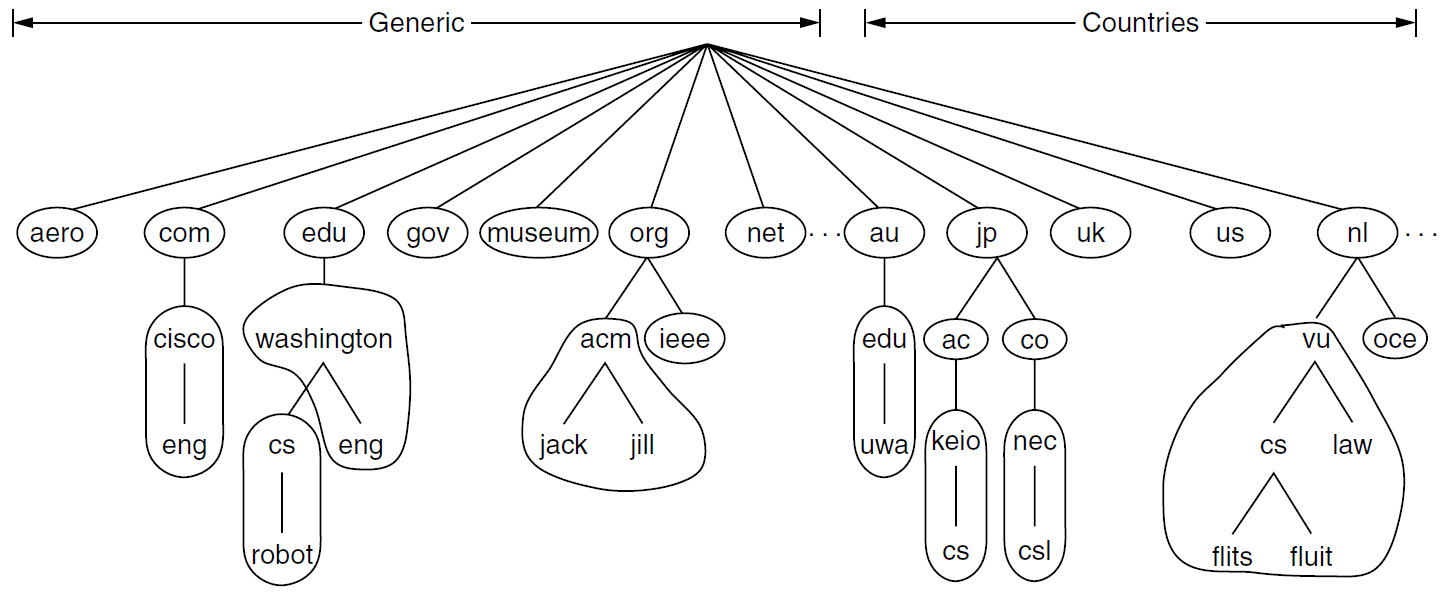 Generic Countries
aero com edu gov museum org net ... au jp uk us nl ...
cisco washington acm ieee edu ac co vu oce
eng cs eng jack jill uwa keio nec cs law
robot cs csl flits fluit